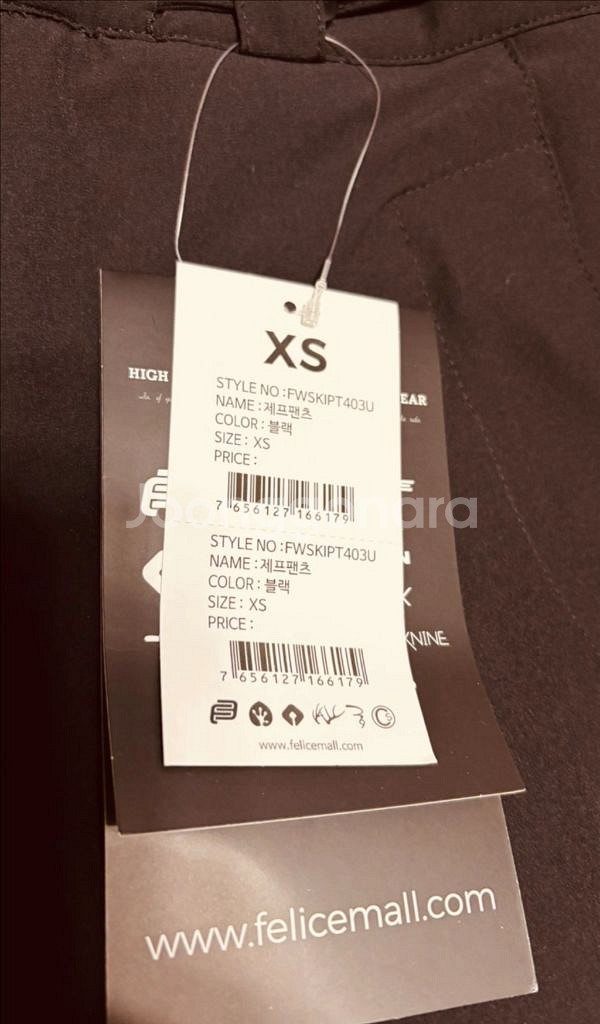 HIGH
EAR
XS
STYLE NO :FWSKIPT403U
NAME :제프팬츠
COLOR : 블랙
SIZE : XS
PRICE :
7 656127 166179
STYLE NO :FWSKIPT403U
NAME :제프팬츠
COLOR : 블랙
SIZE : XS
PRICE :
7 656127 166179
KNINE
www.felicemall.com
www.felicemall.com